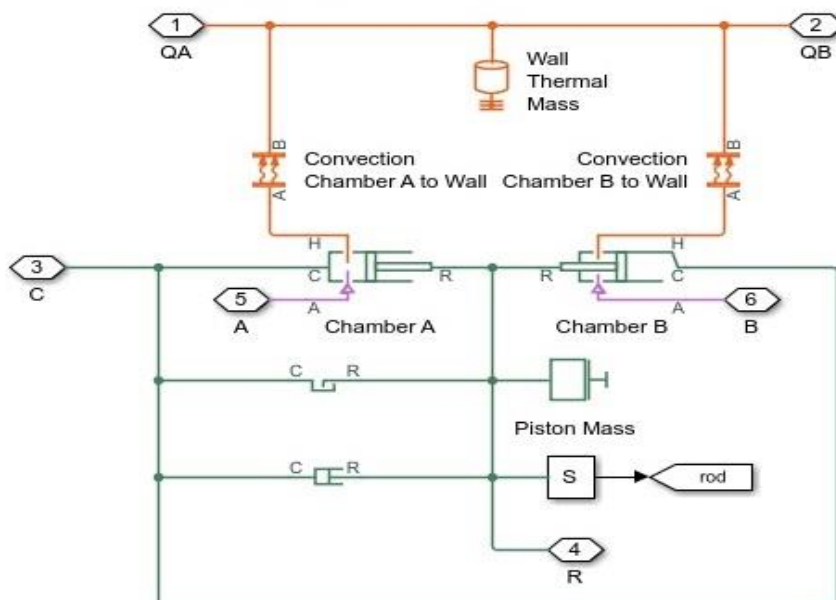 1
QA
2
QB
Wall
Thermal
Mass
B
A
Convection
Chamber A to Wall
Convection
Chamber B to Wall
B
A
3
C
H
C
R
5
A
A
Chamber A
H
R
C
6
B
A
Chamber B
C
R
Piston Mass
C
R
S
rod
4
R